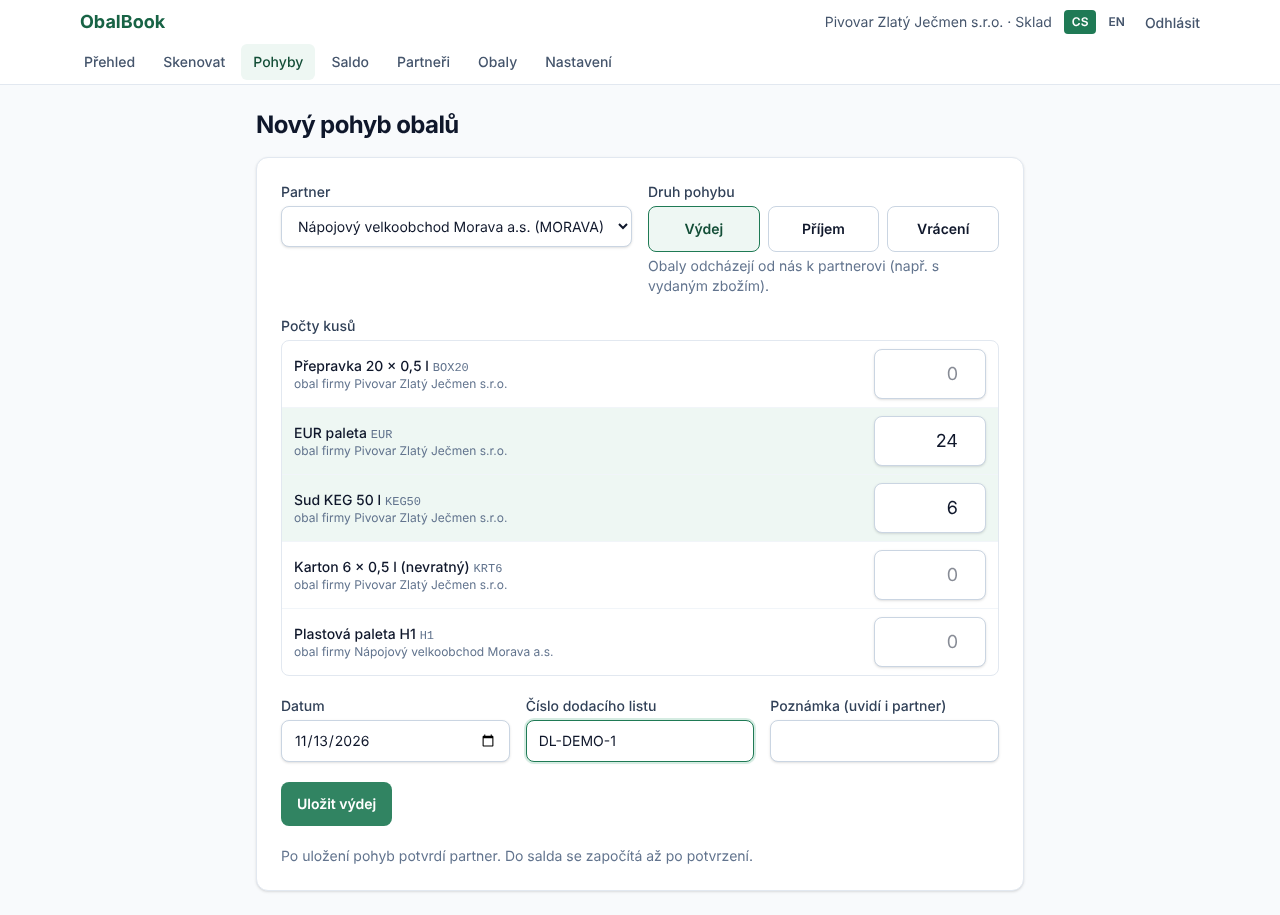 ObalBook
Pivovar Zlatý Ječmen s.r.o. · Sklad
CS
EN
Odhlásit
Přehled
Skenovat
Pohyby
Saldo
Partneři
Obaly
Nastavení
Nový pohyb obalů
Partner
Nápojový velkoobchod Morava a.s. (MORAVA)
Druh pohybu
Výdej
Příjem
Vrácení
Obaly odcházejí od nás k partnerovi (např. s
vydaným zbožím).
Počty kusů
Přepravka 20 × 0,5 l BOX20
obal firmy Pivovar Zlatý Ječmen s.r.o.
0
EUR paleta EUR
obal firmy Pivovar Zlatý Ječmen s.r.o.
24
Sud KEG 50 l KEG50
obal firmy Pivovar Zlatý Ječmen s.r.o.
6
Karton 6 × 0,5 l (nevratný) KRT6
obal firmy Pivovar Zlatý Ječmen s.r.o.
0
Plastová paleta H1 H1
obal firmy Nápojový velkoobchod Morava a.s.
0
Datum
11/13/2026
Číslo dodacího listu
DL-DEMO-1
Poznámka (uvidí i partner)
Uložit výdej
Po uložení pohyb potvrdí partner. Do salda se započítá až po potvrzení.